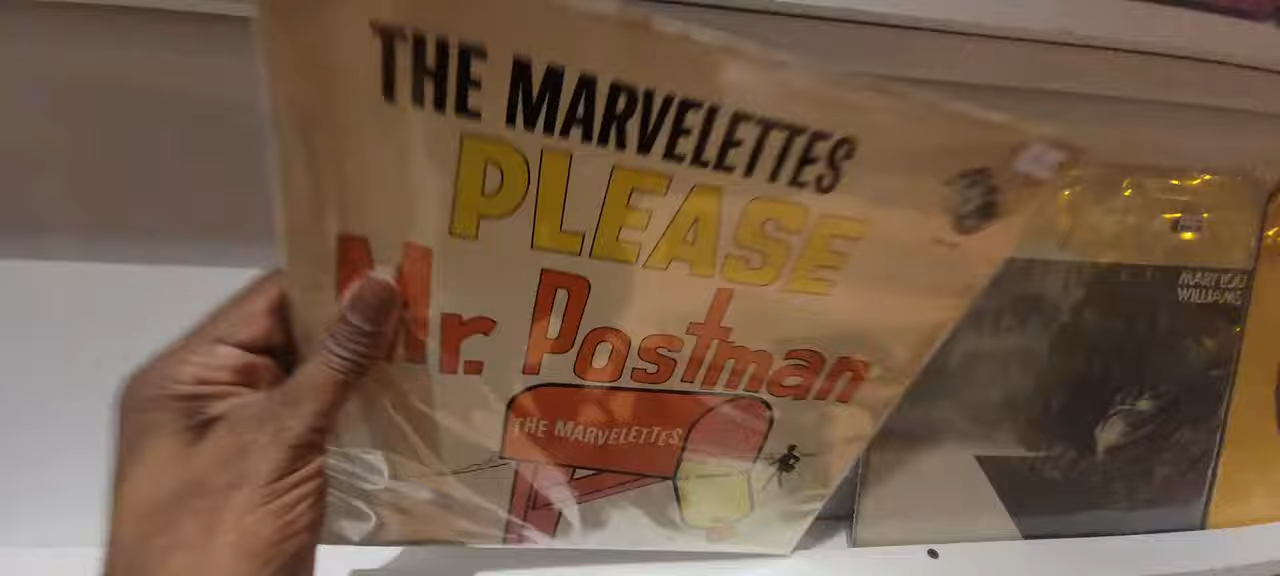 THE MARVELETTES
PLEASE
Mr. Postman
THE MARVELETTES
MARY LOU
WILLIAMS